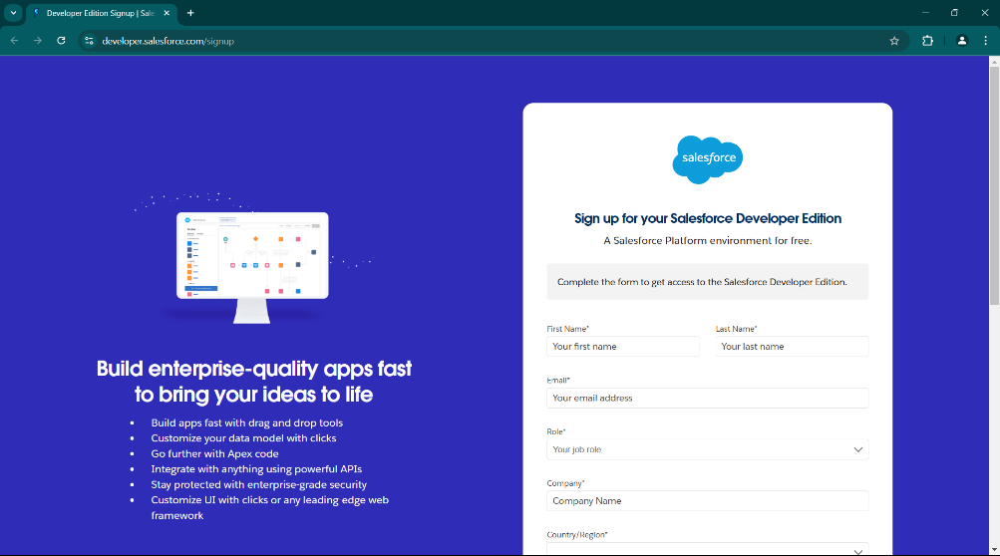 Developer Edition Signup | Sale
developer.salesforce.com/signup
salesforce
Sign up for your Salesforce Developer Edition
A Salesforce Platform environment for free.
Complete the form to get access to the Salesforce Developer Edition.
First Name*
Last Name*
Your first name
Your last name
Email*
Your email address
Role*
Your job role
Company*
Company Name
Country/Region*
Build enterprise-quality apps fast
to bring your ideas to life
• Build apps fast with drag and drop tools
• Customize your data model with clicks
• Go further with Apex code
• Integrate with anything using powerful APIs
• Stay protected with enterprise-grade security
• Customize UI with clicks or any leading-edge web
framework